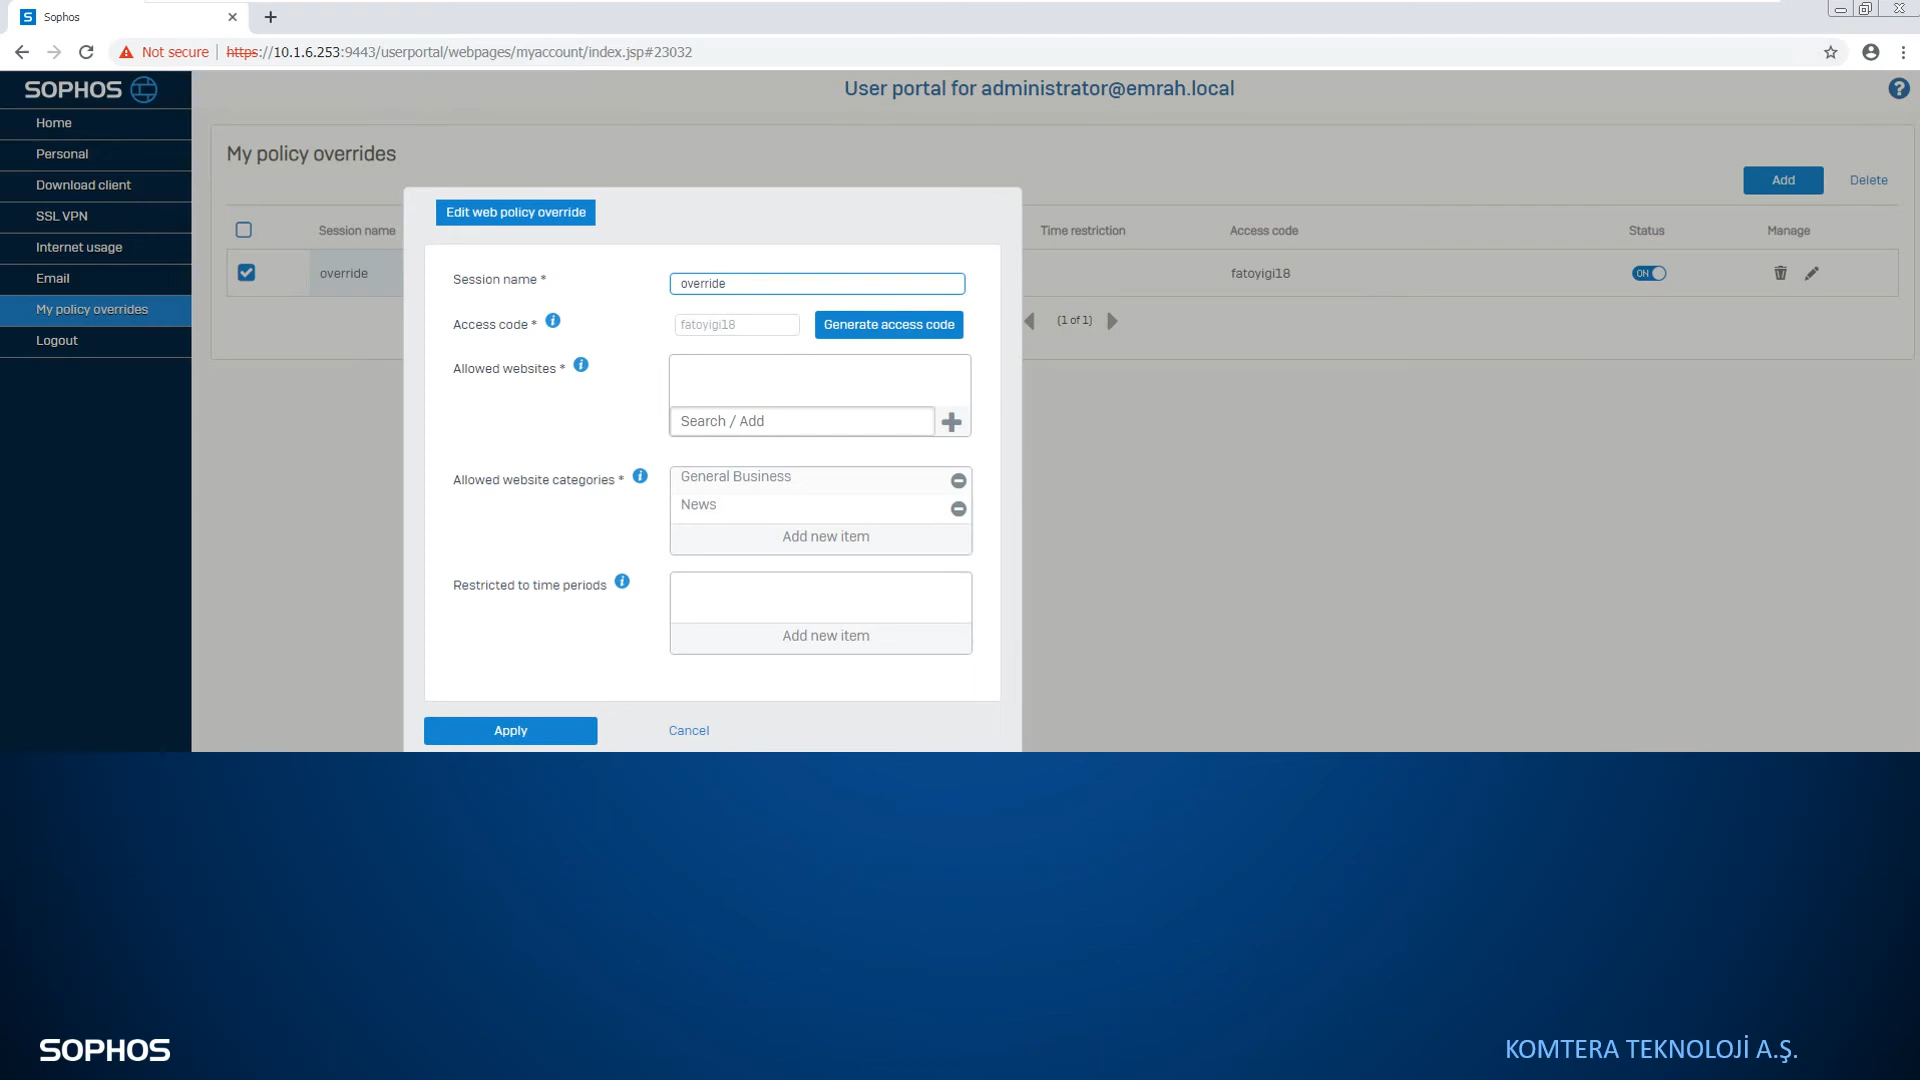 Sophos
Not secure
https://10.1.6.253:9443/userportal/webpages/myaccount/index.jsp#23032
SOPHOS
User portal for administrator@emrah.local
Home
Personal
Download client
SSL VPN
Internet usage
Email
My policy overrides
Logout
My policy overrides
Add
Delete
Session name
Time restriction
Access code
Status
Manage
override
fatoyigi18
ON
(1 of 1)
Edit web policy override
Session name *
override
Access code *
fatoyigi18
Generate access code
Allowed websites *
Search / Add
Allowed website categories *
General Business
News
Add new item
Restricted to time periods
Add new item
Apply
Cancel
SOPHOS
KOMTERA TEKNOLOJİ A.Ş.